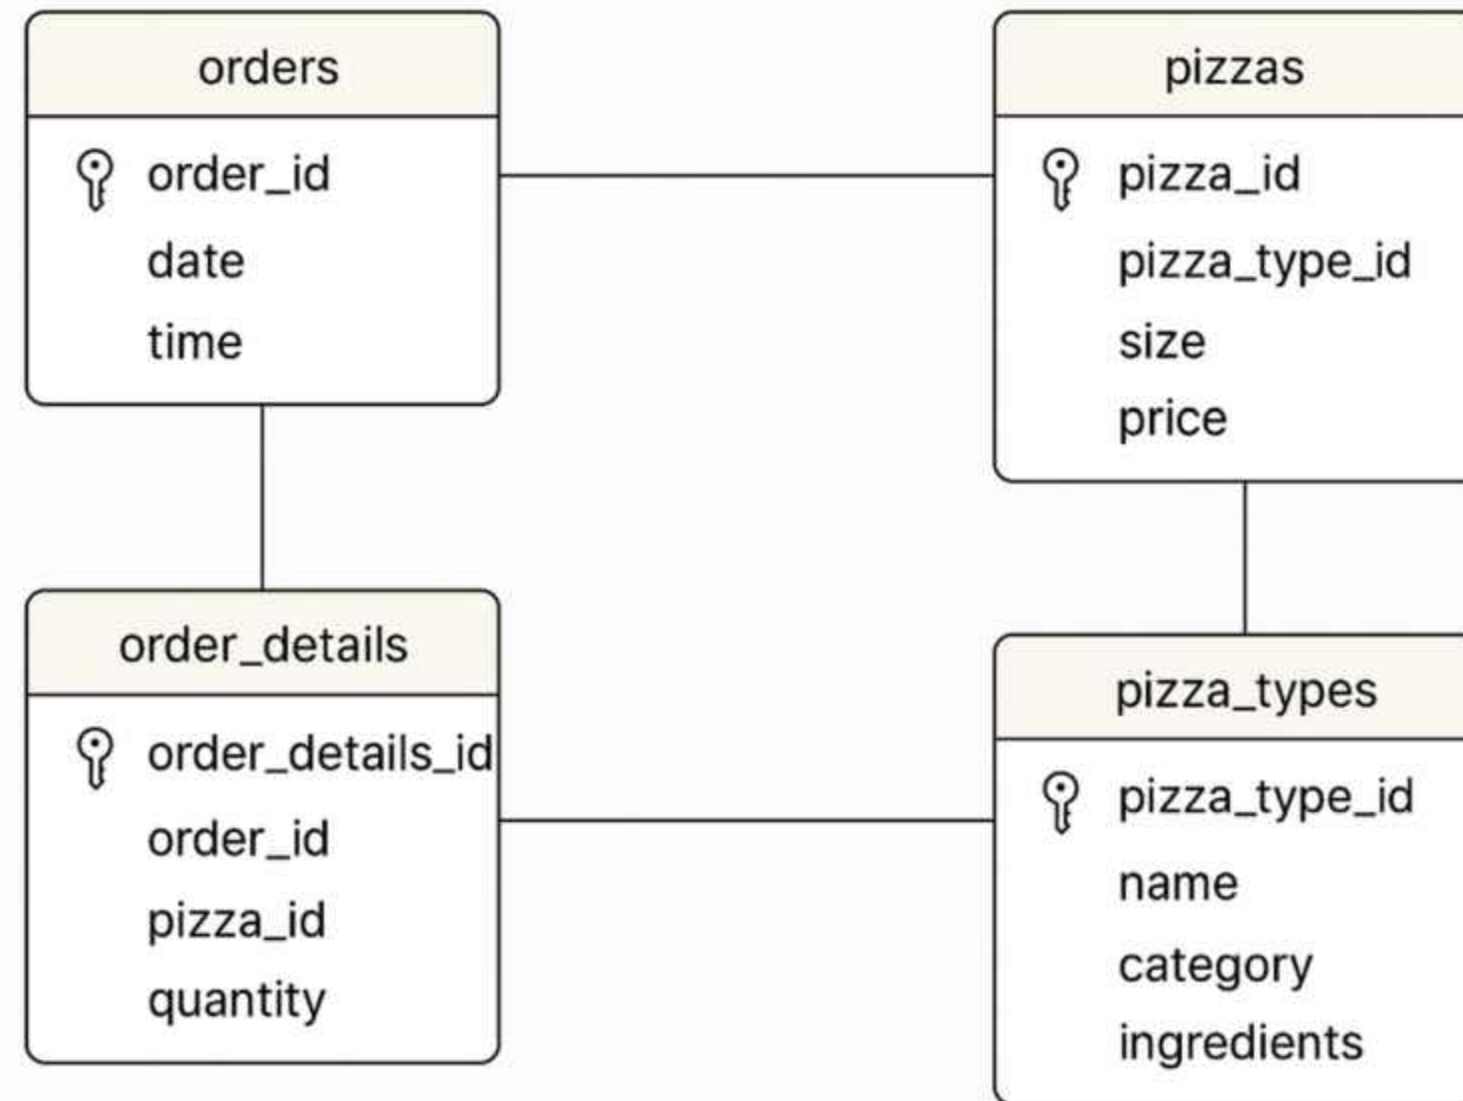 orders
order_id
date
time
pizzas
pizza_id
pizza_type_id
size
price
order_details
order_details_id
order_id
pizza_id
quantity
pizza_types
pizza_type_id
name
category
ingredients